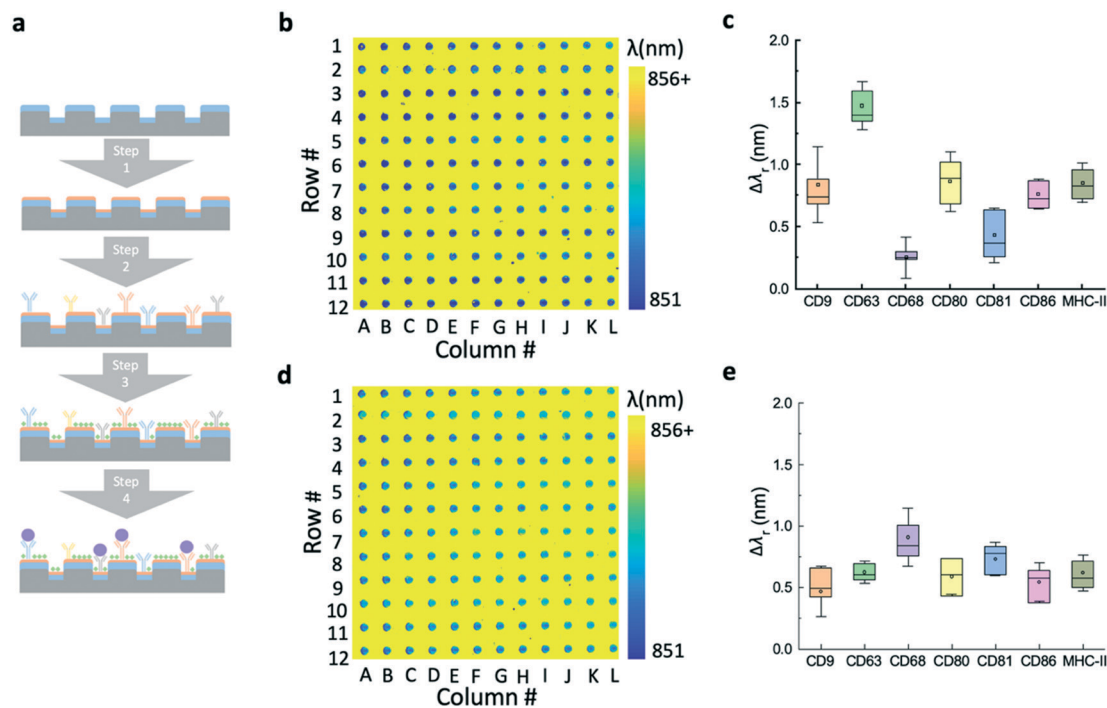 a
Step
1
Step
2
Step
3
Step
4
b
1
2
3
4
5
6
7
8
9
10
11
12
Row #
A B C D E F G H I J K L
Column #
λ(nm)
856+
851
c
2.0
1.5
1.0
0.5
0.0
Δλr (nm)
CD9 CD63 CD68 CD80 CD81 CD86 MHC-II
d
1
2
3
4
5
6
7
8
9
10
11
12
Row #
A B C D E F G H I J K L
Column #
λ(nm)
856+
851
e
2.0
1.5
1.0
0.5
0.0
Δλr (nm)
CD9 CD63 CD68 CD80 CD81 CD86 MHC-II